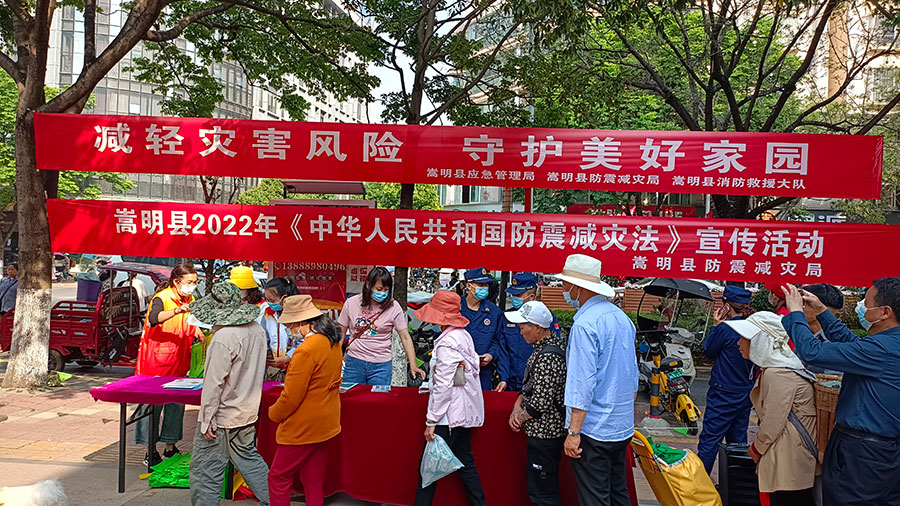 减轻灾害风险 守护美好家园
嵩明县应急管理局 嵩明县防震减灾局 嵩明县消防救援大队
嵩明县2022年《中华人民共和国防震减灾法》宣传活动
嵩明县防震减灾局
13888980496